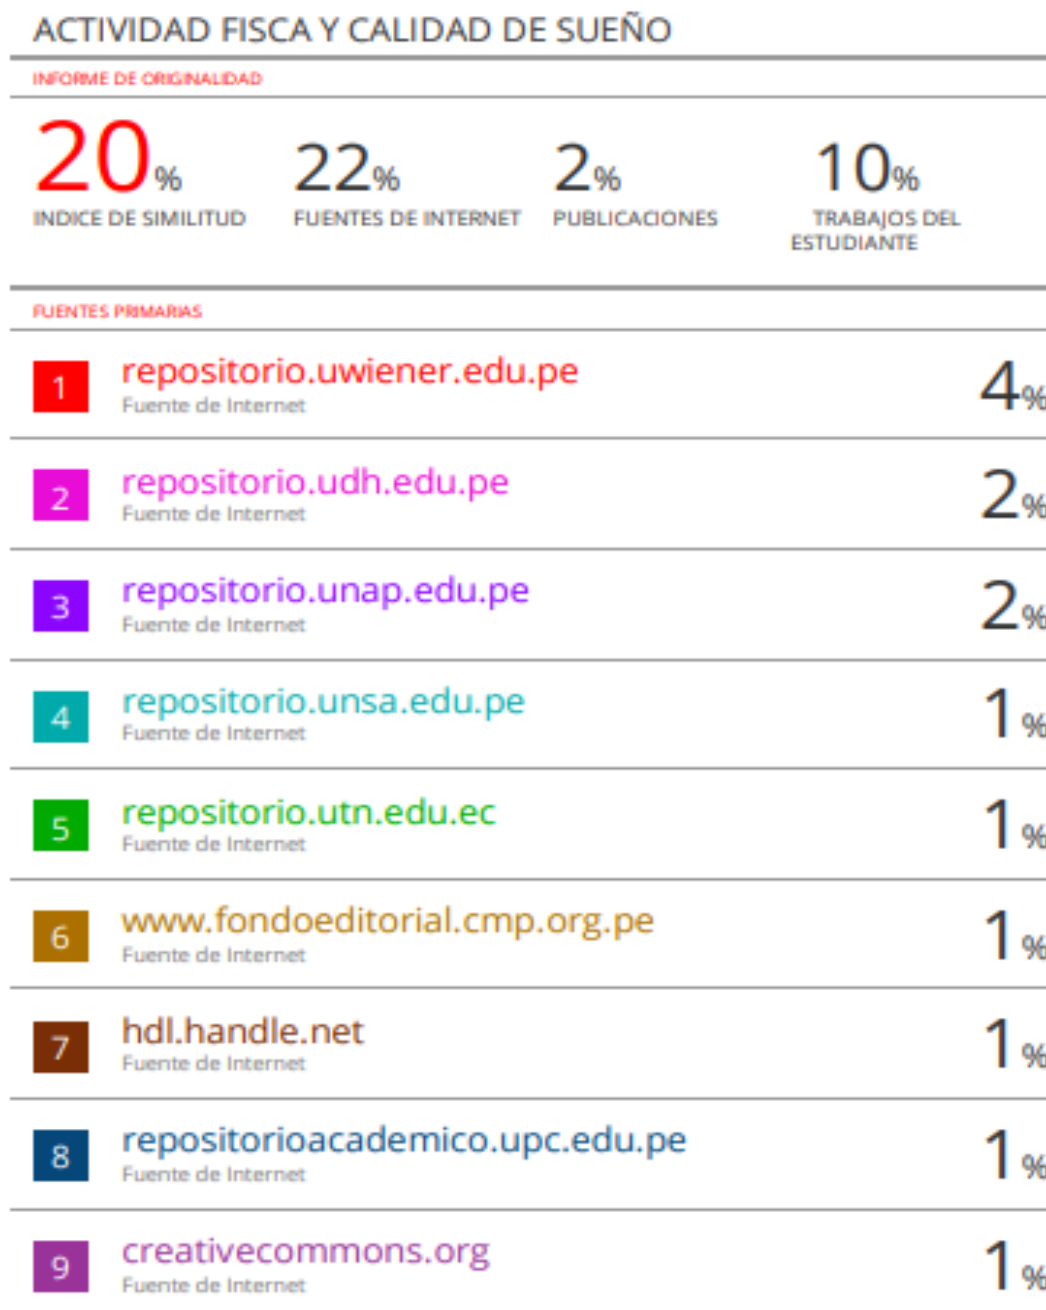 ACTIVIDAD FISCA Y CALIDAD DE SUEÑO
INFORME DE ORIGINALIDAD
20% 22% 2% 10%
INDICE DE SIMILITUD FUENTES DE INTERNET PUBLICACIONES TRABAJOS DEL
ESTUDIANTE
FUENTES PRIMARIAS
1 repositorio.uwiener.edu.pe 4%
Fuente de Internet
2 repositorio.udh.edu.pe 2%
Fuente de Internet
3 repositorio.unap.edu.pe 2%
Fuente de Internet
4 repositorio.unsa.edu.pe 1%
Fuente de Internet
5 repositorio.utn.edu.ec 1%
Fuente de Internet
6 www.fondoeditorial.cmp.org.pe 1%
Fuente de Internet
7 hdl.handle.net 1%
Fuente de Internet
8 repositorioacademico.upc.edu.pe 1%
Fuente de Internet
9 creativecommons.org 1%
Fuente de Internet